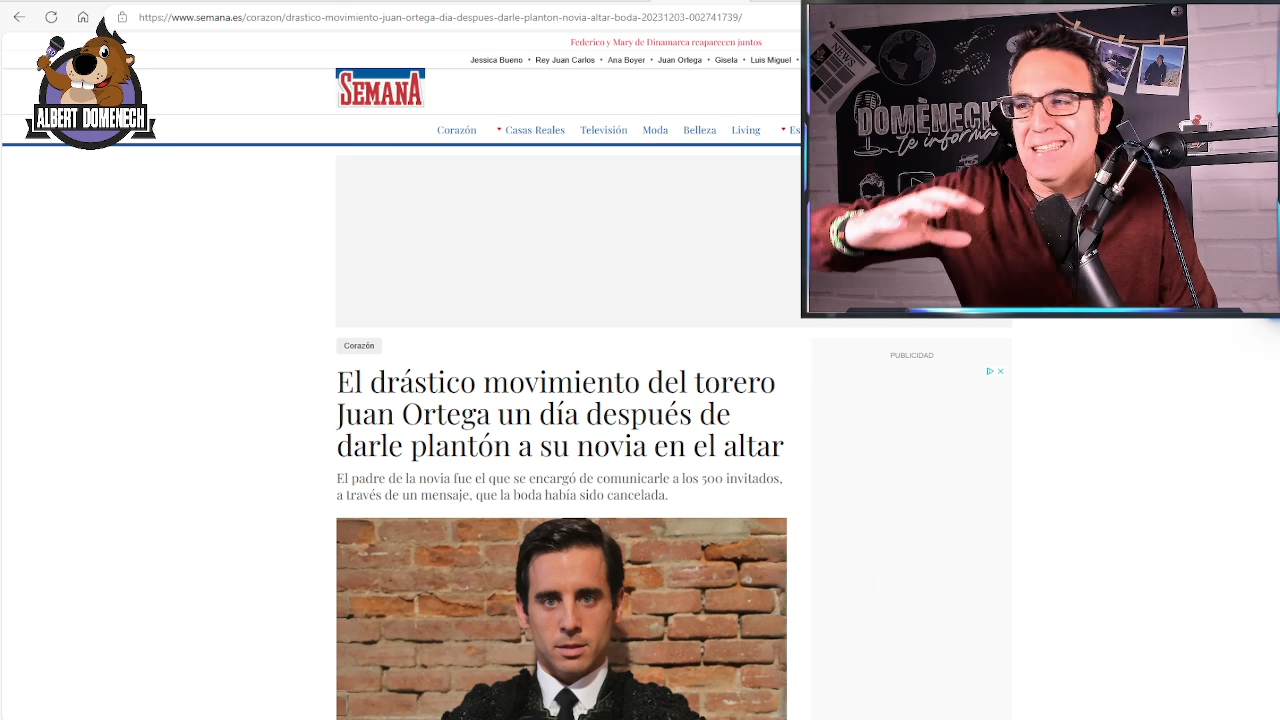 https://www.semana.es/corazon/drastico-movimiento-juan-ortega-dia-despues-darle-planton-novia-altar-boda-20231203-002741739/
Federico y Mary de Dinamarca reaparecen juntos
Jessica Bueno • Rey Juan Carlos • Ana Boyer • Juan Ortega • Gisela • Luis Miguel •
SEMANA
ALBERT DOMENECH
NEWS
DOMÈNECH
te informa
Corazón Casas Reales Televisión Moda Belleza Living Es
Corazón
PUBLICIDAD
El drástico movimiento del torero
Juan Ortega un día después de
darle plantón a su novia en el altar
El padre de la novia fue el que se encargó de comunicarle a los 500 invitados,
a través de un mensaje, que la boda había sido cancelada.